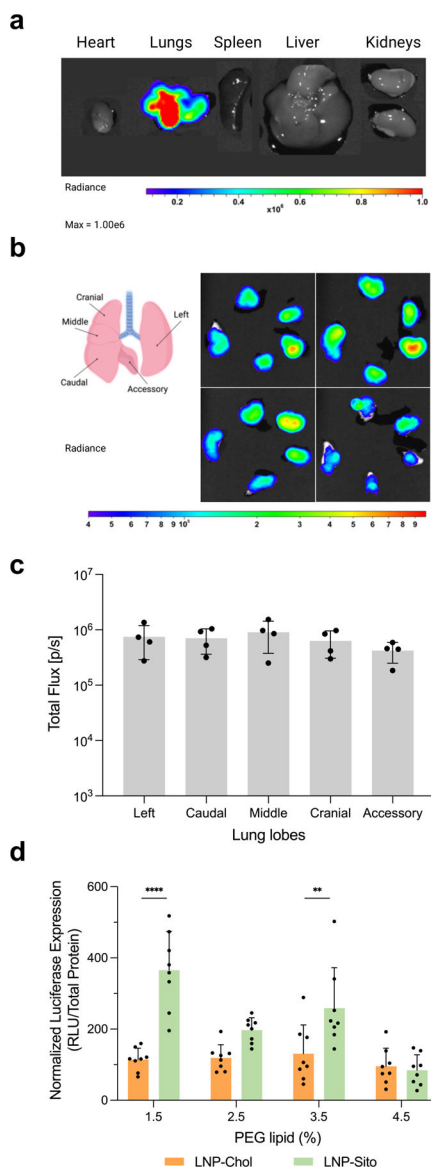 a
Heart Lungs Spleen Liver Kidneys
Radiance
0.2 0.4 0.6 0.8 1.0
x10⁶
Max = 1.00e6
b
Cranial
Middle
Left
Caudal
Accessory
Radiance
4 5 6 7 8 9 10⁵ 2 3 4 5 6 7 8 9
c
Total Flux [p/s]
10⁷
10⁶
10⁵
10⁴
10³
Left Caudal Middle Cranial Accessory
Lung lobes
d
Normalized Luciferase Expression
(RLU/Total Protein)
600
400
200
0
**** **
1.5 2.5 3.5 4.5
PEG lipid (%)
LNP-Chol LNP-Sito